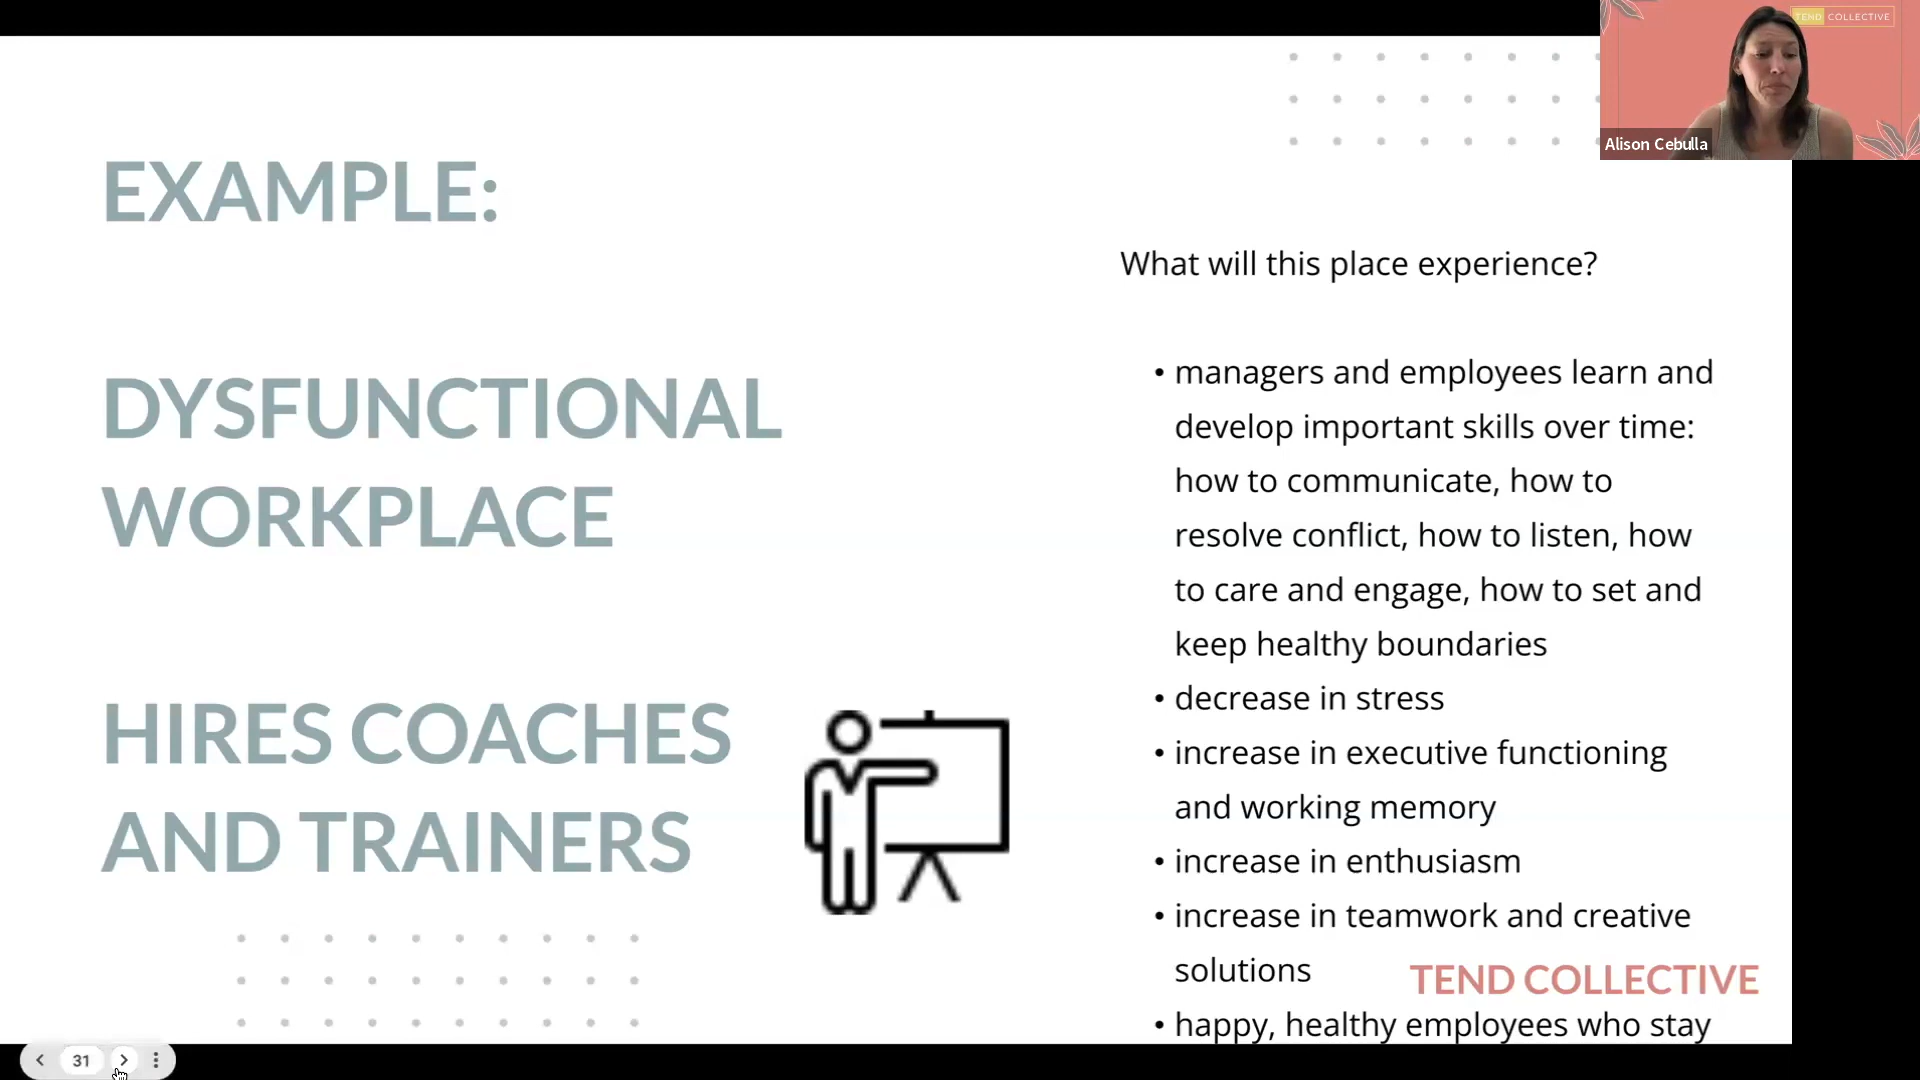 TEND COLLECTIVE
Alison Cebulla
EXAMPLE:
DYSFUNCTIONAL
WORKPLACE
HIRES COACHES
AND TRAINERS
What will this place experience?
• managers and employees learn and
develop important skills over time:
how to communicate, how to
resolve conflict, how to listen, how
to care and engage, how to set and
keep healthy boundaries
• decrease in stress
• increase in executive functioning
and working memory
• increase in enthusiasm
• increase in teamwork and creative
solutions
• happy, healthy employees who stay
TEND COLLECTIVE
31